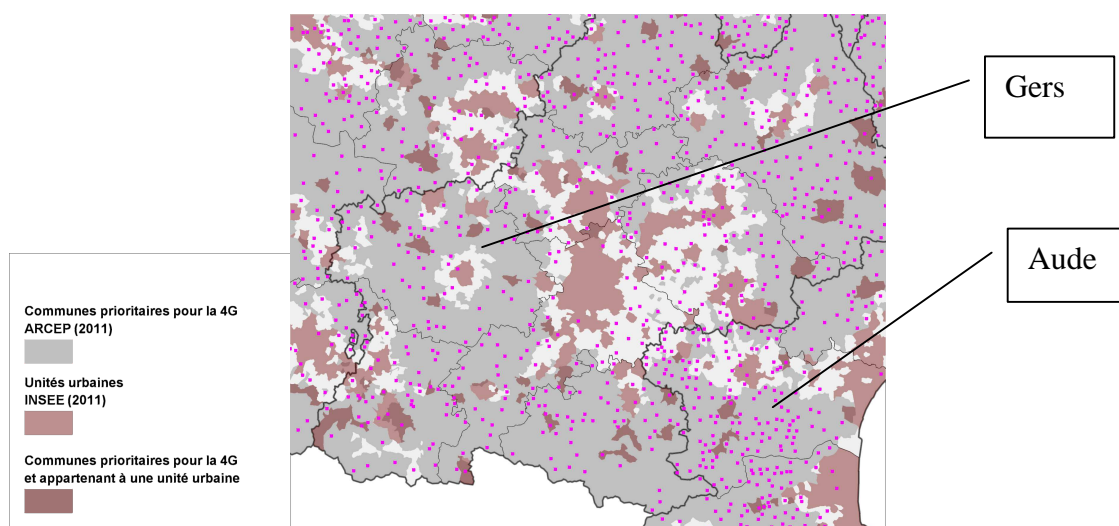 Gers
Aude
Communes prioritaires pour la 4G
ARCEP (2011)
Unités urbaines
INSEE (2011)
Communes prioritaires pour la 4G
et appartenant à une unité urbaine